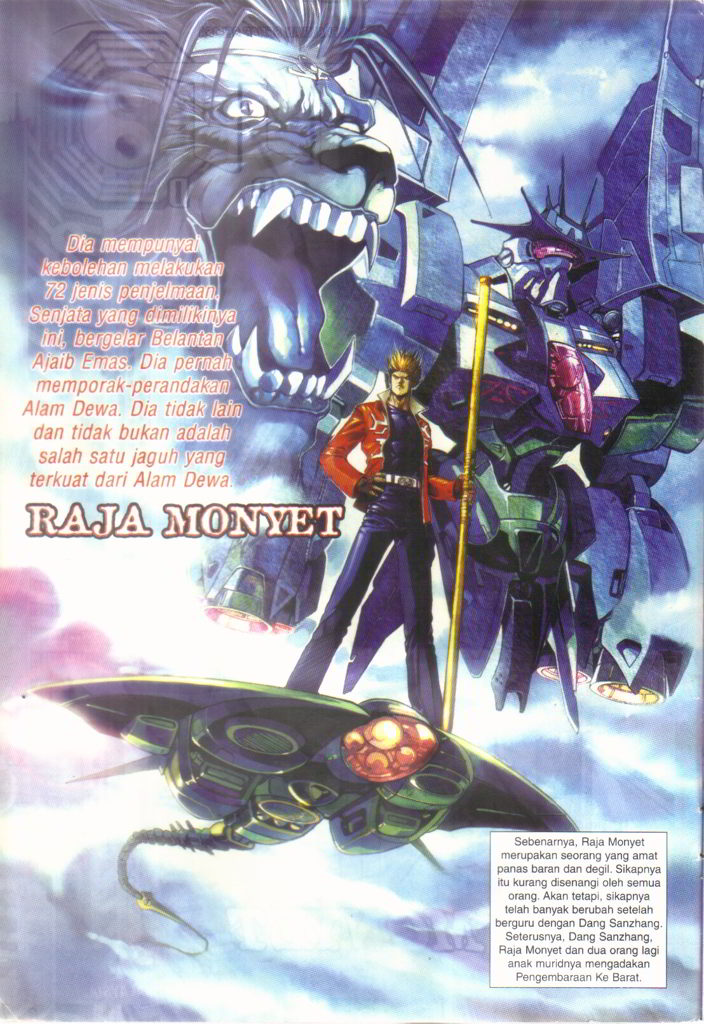 Dia mempunyai
kebolehan melakukan
72 jenis penjelmaan.
Senjata yang dimilikinya
ini, bergelar Belantan
Ajaib Emas. Dia pernah
memporak-perandakan
Alam Dewa. Dia tidak lain
dan tidak bukan adalah
salah satu jaguh yang
terkuat dari Alam Dewa.
RAJA MONYET
Sebenarnya, Raja Monyet
merupakan seorang yang amat
panas baran dan degil. Sikapnya
itu kurang disenangi oleh semua
orang. Akan tetapi, sikapnya
telah banyak berubah setelah
berguru dengan Dang Sanzhang.
Seterusnya, Dang Sanzhang,
Raja Monyet dan dua orang lagi
anak muridnya mengadakan
Pengembaraan Ke Barat.